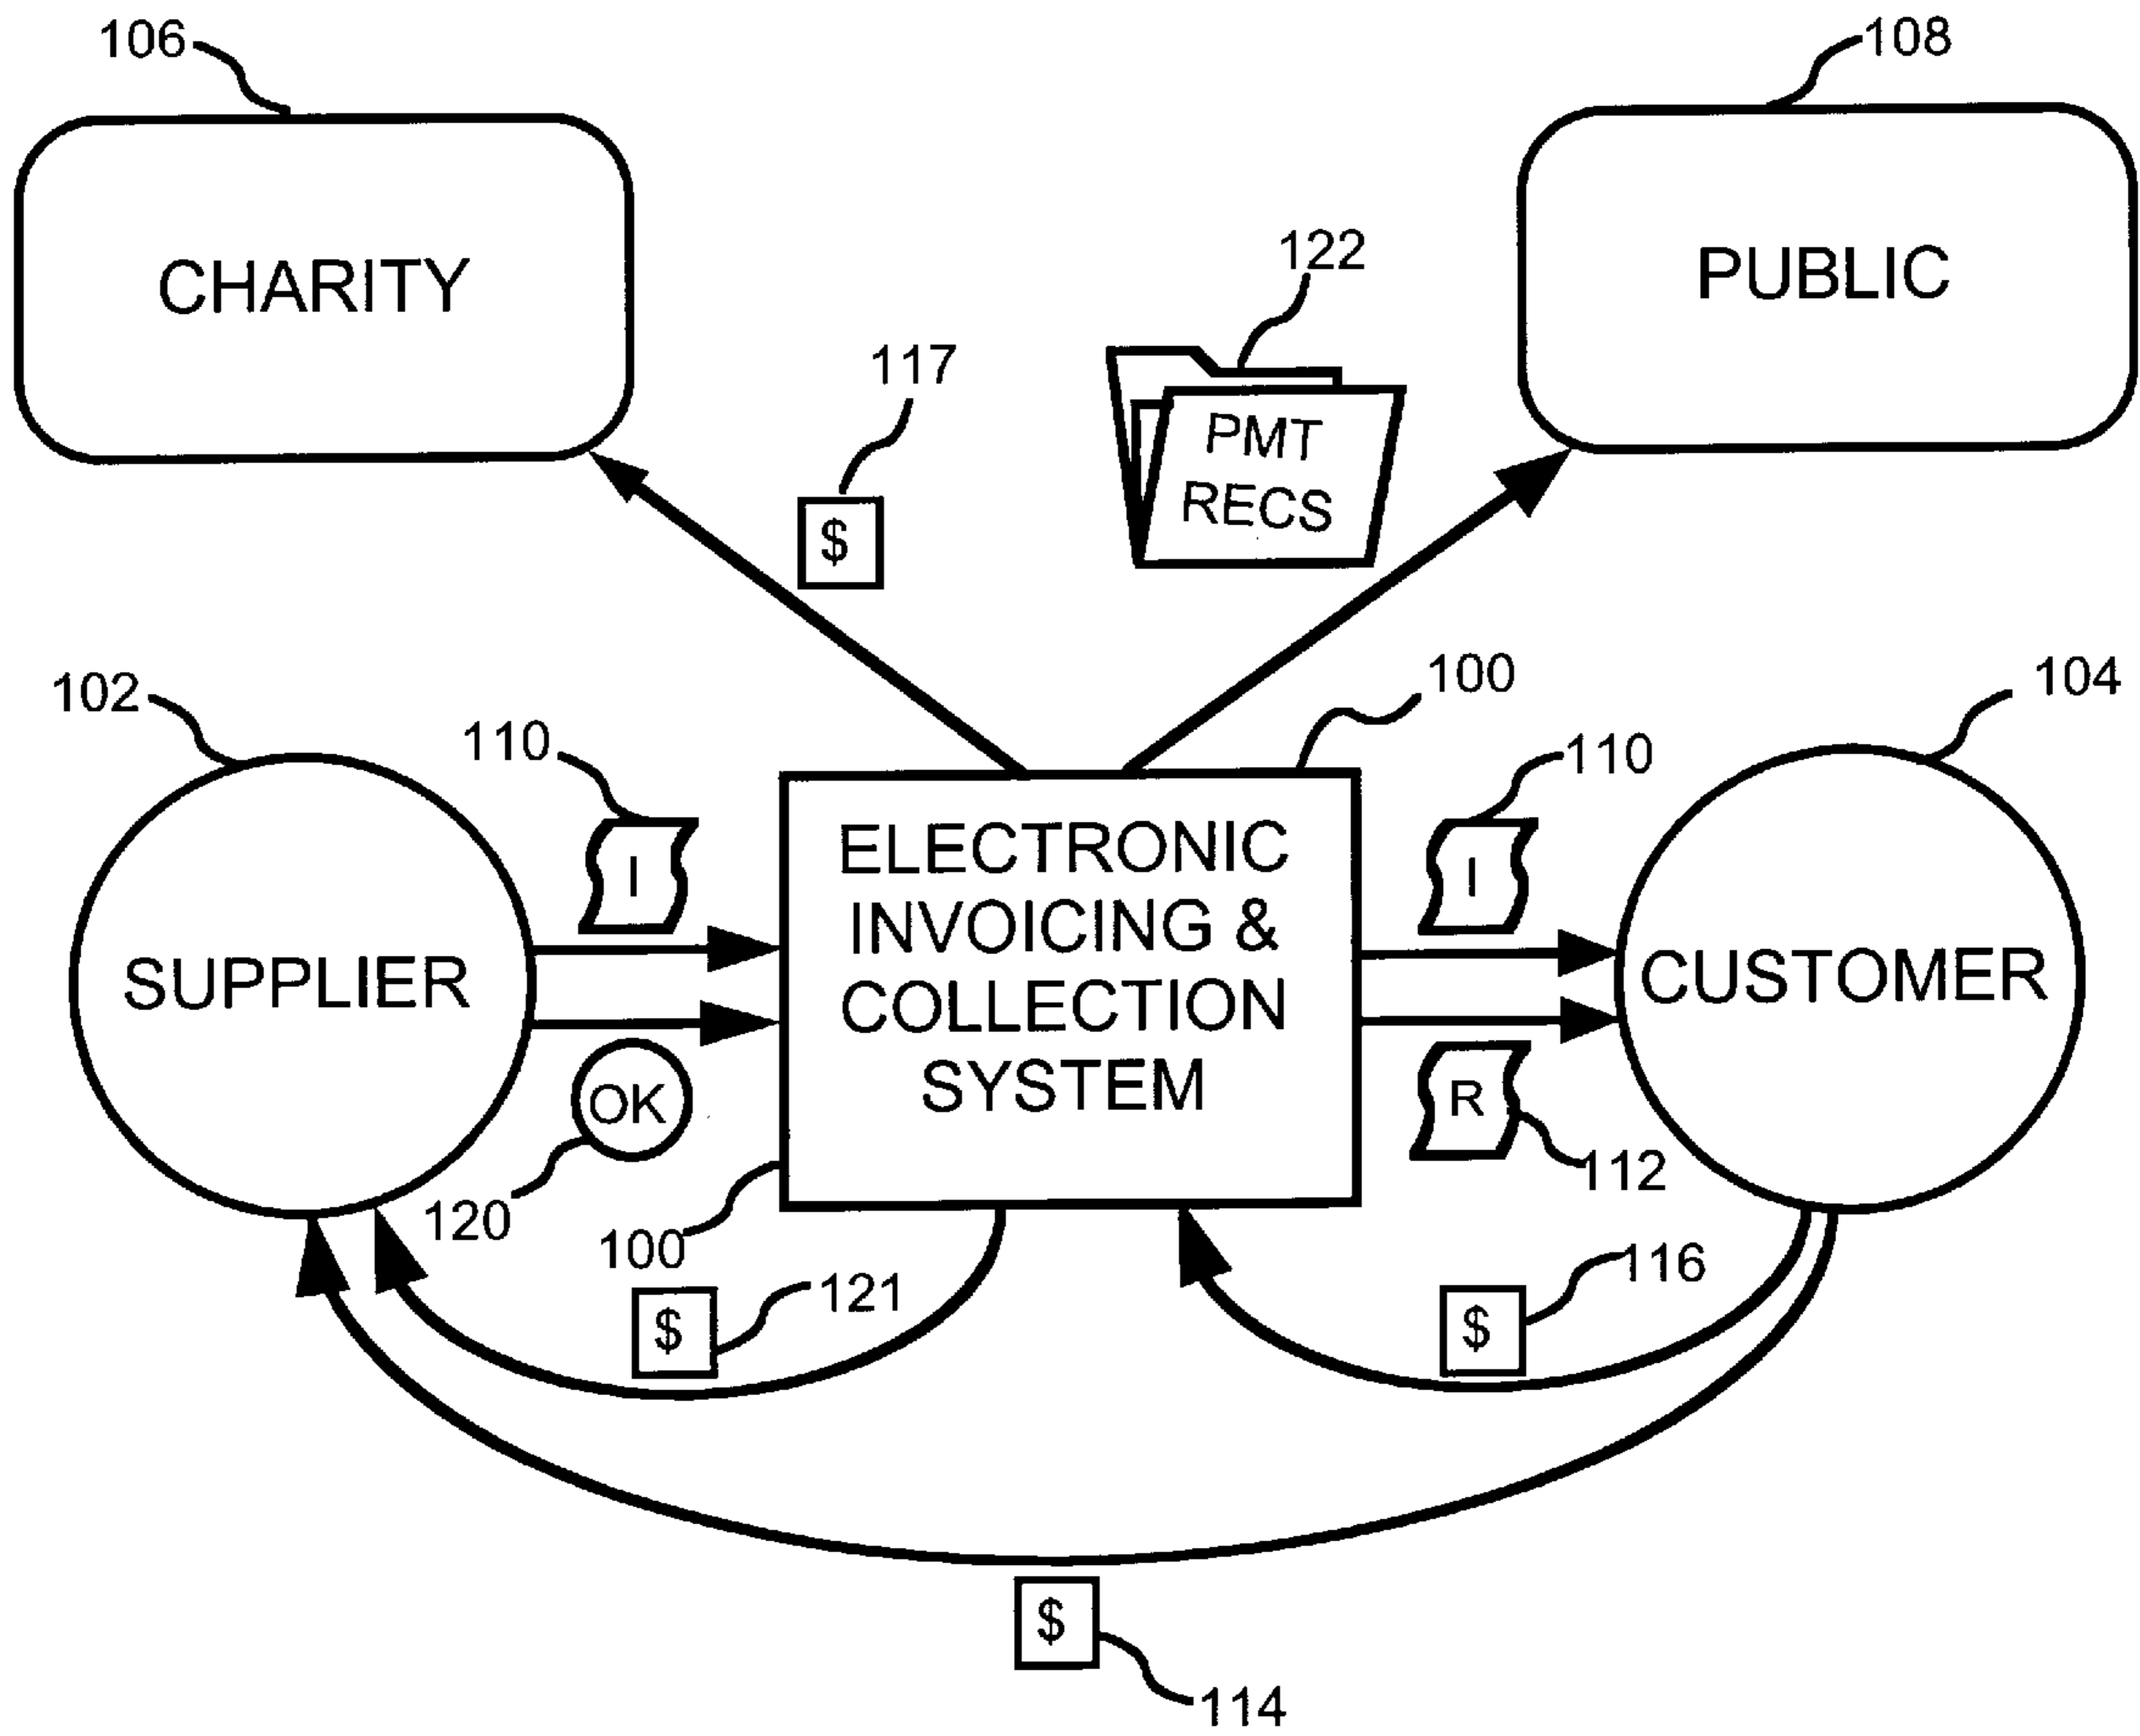 106
108
CHARITY
PUBLIC
122
117
PMT
RECS
$
100
104
102
110
110
ELECTRONIC
INVOICING &
COLLECTION
SYSTEM
I
I
SUPPLIER
CUSTOMER
OK
R
112
120
100
116
121
$
$
$
114